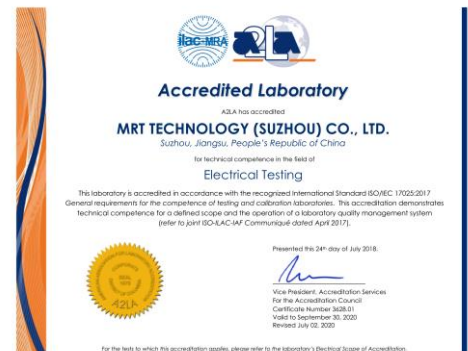 ilac-MRA
A2LA
Accredited Laboratory
A2LA has accredited
MRT TECHNOLOGY (SUZHOU) CO., LTD.
Suzhou, Jiangsu, People's Republic of China
for technical competence in the field of
Electrical Testing
This laboratory is accredited in accordance with the recognized International Standard ISO/IEC 17025:2017
General requirements for the competence of testing and calibration laboratories. This accreditation demonstrates
technical competence for a defined scope and the operation of a laboratory quality management system
(refer to joint ISO-ILAC-IAF Communiqué dated April 2017).
Presented this 24th day of July 2018.
Vice President, Accreditation Services
For the Accreditation Council
Certificate Number 3628.01
Valid to September 30, 2020
Revised July 02, 2020
A2LA
For the tests to which this accreditation applies, please refer to the laboratory's Electrical Scope of Accreditation.